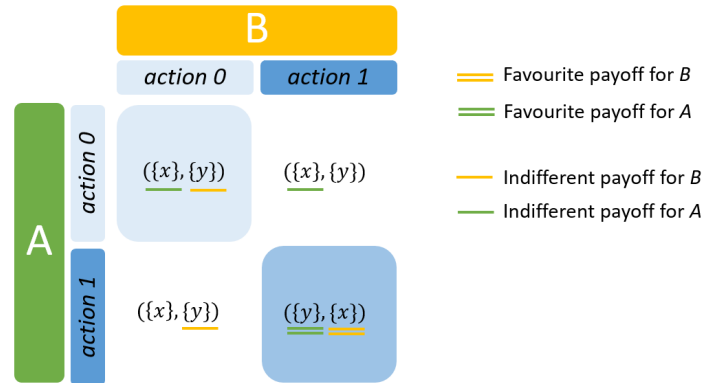 B
action 0 action 1
Favourite payoff for B
Favourite payoff for A
Indifferent payoff for B
Indifferent payoff for A
A
action 0
({x}, {y}) ({x}, {y})
action 1
({x}, {y}) ({y}, {x})